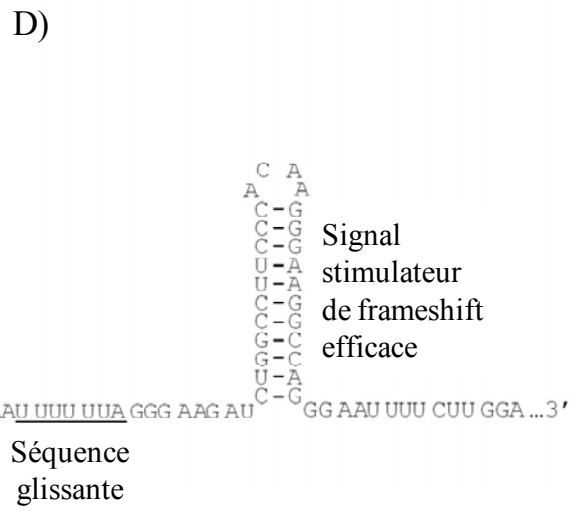 D)
C A
A A
C-G
C-G
C-G
U-A
U-A
C-G
C-G
G-C
G-C
U-A
C-G
Signal
stimulateur
de frameshift
efficace
AU UUU UUA GGG AAG AU
GG AAU UUU CUU GGA ...3'
Séquence
glissante